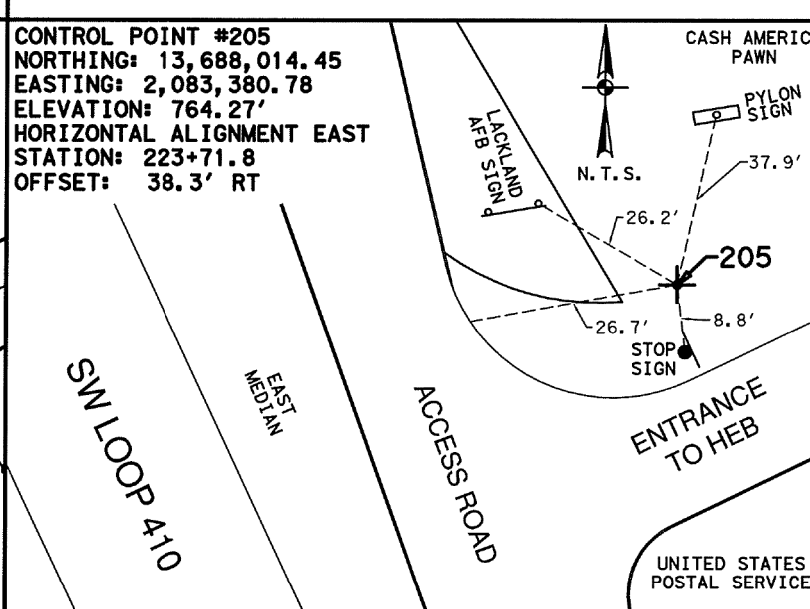 CONTROL POINT #205
NORTHING: 13,688,014.45
EASTING: 2,083,380.78
ELEVATION: 764.27'
HORIZONTAL ALIGNMENT EAST
STATION: 223+71.8
OFFSET: 38.3' RT
CASH AMERIC
PAWN
PYLON
SIGN
LACKLAND
AFB SIGN
N.T.S.
37.9'
26.2'
205
26.7'
8.8'
STOP
SIGN
EAST
MEDIAN
SW LOOP 410
ACCESS ROAD
ENTRANCE
TO HEB
UNITED STATES
POSTAL SERVICE